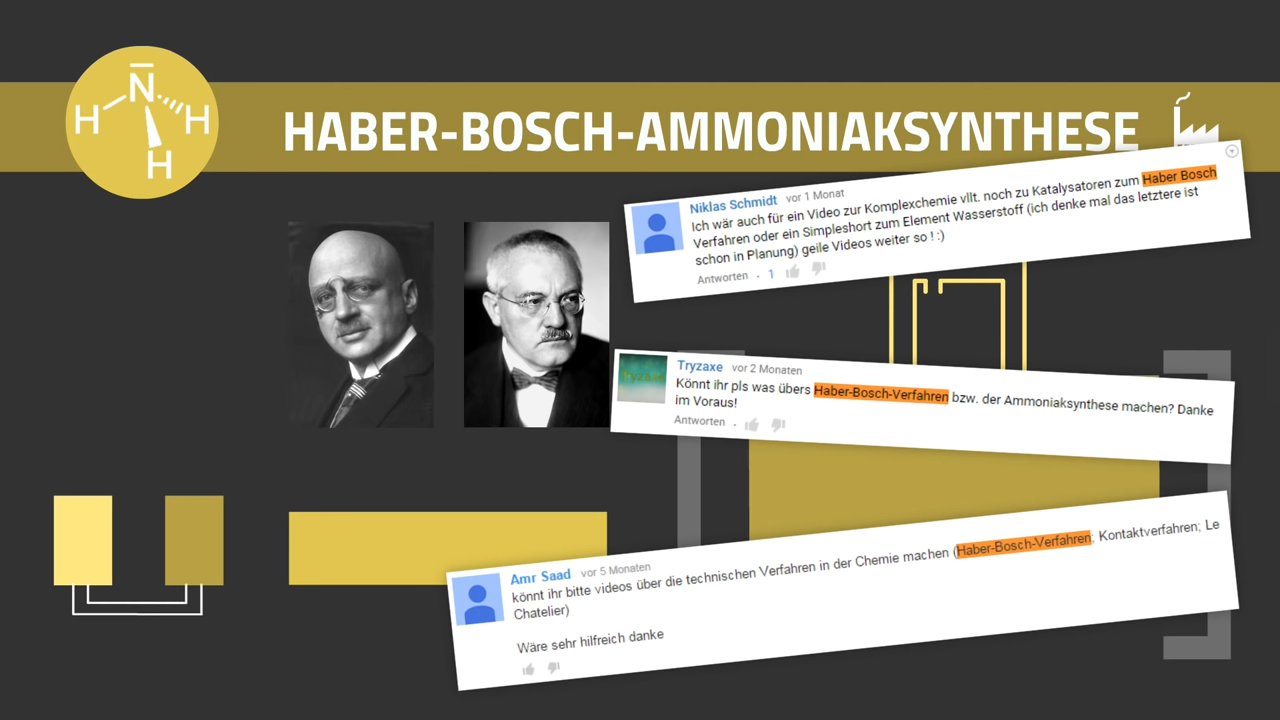 N
H H
H
HABER-BOSCH-AMMONIAKSYNTHESE
Niklas Schmidt vor 1 Monat
Ich wär auch für ein Video zur Komplexchemie vllt. noch zu Katalysatoren zum Haber Bosch
Verfahren oder ein Simpleshort zum Element Wasserstoff (ich denke mal das letztere ist
schon in Planung) geile Videos weiter so ! :)
Antworten · 1
Tryzaxe
Tryzaxe vor 2 Monaten
Könnt ihr pls was übers Haber-Bosch-Verfahren bzw. der Ammoniaksynthese machen? Danke
im Voraus!
Antworten ·
Amr Saad vor 5 Monaten
könnt ihr bitte videos über die technischen Verfahren in der Chemie machen (Haber-Bosch-Verfahren; Kontaktverfahren; Le
Chatelier)
Wäre sehr hilfreich danke